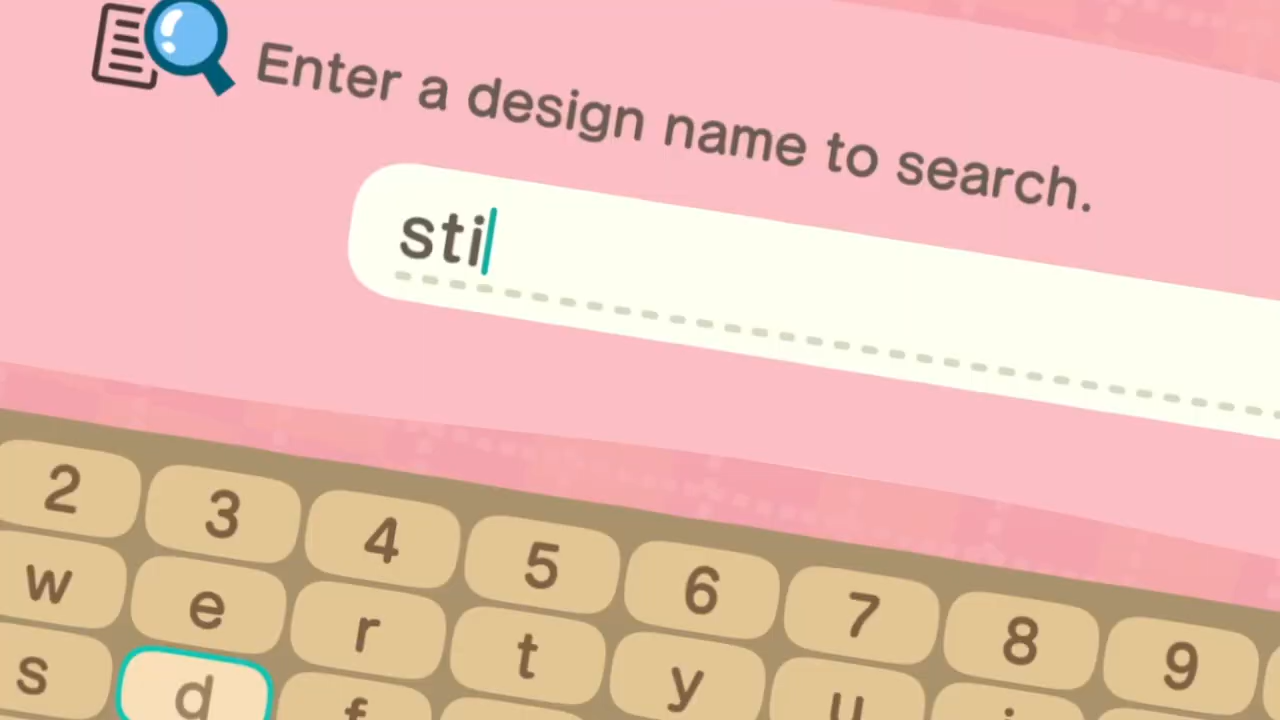 Enter a design name to search.
sti
2 3 4 5 6 7 8 9
w e r t y u i
s d f